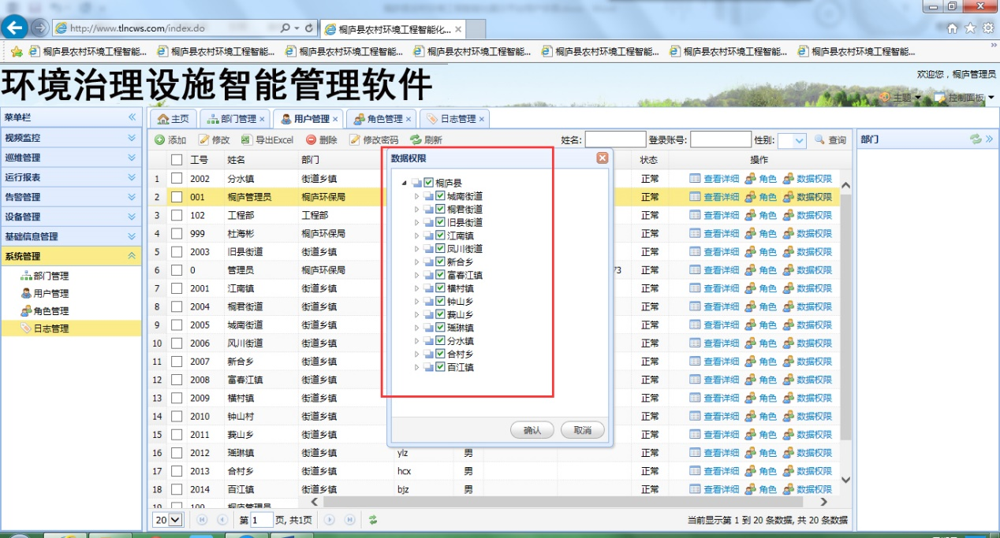 http://www.tlncws.com/index.do
桐庐县农村环境工程智能化...
桐庐县农村环境工程智能... 桐庐县农村环境工程智能... 桐庐县农村环境工程智能... 桐庐县农村环境工程智能... 桐庐县农村环境工程智能... 桐庐县农村环境工程智能... 桐庐县农村环境工程智能...
环境治理设施智能管理软件
欢迎您，桐庐管理员
主题 控制面板
菜单栏
视频监控
巡维管理
运行报表
告警管理
设备管理
基础信息管理
系统管理
部门管理
用户管理
角色管理
日志管理
主页 部门管理 用户管理 角色管理 日志管理
添加 修改 导出Excel 删除 修改密码 刷新 姓名: 登录账号: 性别: 查询
部门
工号 姓名 部门 状态 操作
1 2002 分水镇 街道乡镇 正常 查看详细 角色 数据权限
2 001 桐庐管理员 桐庐环保局 正常 查看详细 角色 数据权限
3 102 工程部 工程部 正常 查看详细 角色 数据权限
4 999 杜海彬 桐庐环保局 正常 查看详细 角色 数据权限
5 2003 旧县街道 街道乡镇 正常 查看详细 角色 数据权限
6 0 管理员 桐庐环保局 73 正常 查看详细 角色 数据权限
7 2001 江南镇 街道乡镇 正常 查看详细 角色 数据权限
8 2004 桐君街道 街道乡镇 正常 查看详细 角色 数据权限
9 2005 城南街道 街道乡镇 正常 查看详细 角色 数据权限
10 2006 凤川街道 街道乡镇 正常 查看详细 角色 数据权限
11 2007 新合乡 街道乡镇 正常 查看详细 角色 数据权限
12 2008 富春江镇 街道乡镇 正常 查看详细 角色 数据权限
13 2009 横村镇 街道乡镇 正常 查看详细 角色 数据权限
14 2010 钟山村 街道乡镇 正常 查看详细 角色 数据权限
15 2011 莪山乡 街道乡镇 正常 查看详细 角色 数据权限
16 2012 瑶琳镇 街道乡镇 ylz 男 正常 查看详细 角色 数据权限
17 2013 合村乡 街道乡镇 hcx 男 正常 查看详细 角色 数据权限
18 2014 百江镇 街道乡镇 bjz 男 正常 查看详细 角色 数据权限
19 100 桐庐管理员
数据权限
桐庐县
城南街道
桐君街道
旧县街道
江南镇
凤川街道
新合乡
富春江镇
横村镇
钟山乡
莪山乡
瑶琳镇
分水镇
合村乡
百江镇
确认 取消
20 第 1 页, 共1页 当前显示第 1 到 20 条数据, 共 20 条数据